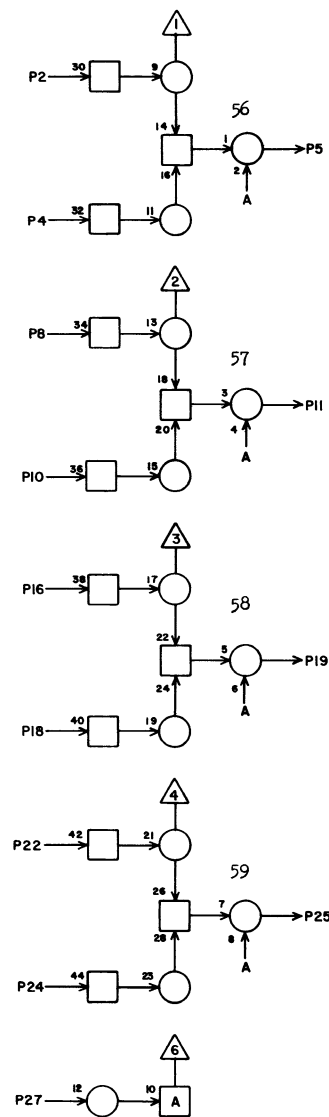 1
P2 30 9
14 56
1 P5
16 2
A
P4 32 11
2
P8 34 13
18 57
3 P11
20 4
A
P10 36 15
3
P16 38 17
22 58
5 P19
24 6
A
P18 40 19
4
P22 42 21
26 59
7 P25
28 8
A
P24 44 23
6
P27 12 10 A